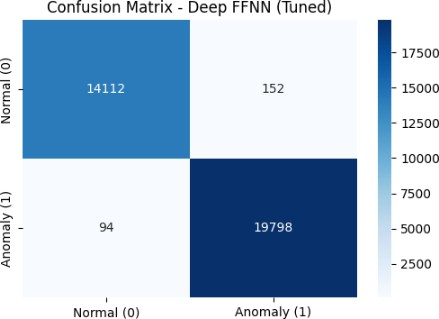 Confusion Matrix - Deep FFNN (Tuned)
Normal (0)
14112
152
Anomaly (1)
94
19798
Normal (0)
Anomaly (1)
17500
15000
12500
10000
7500
5000
2500